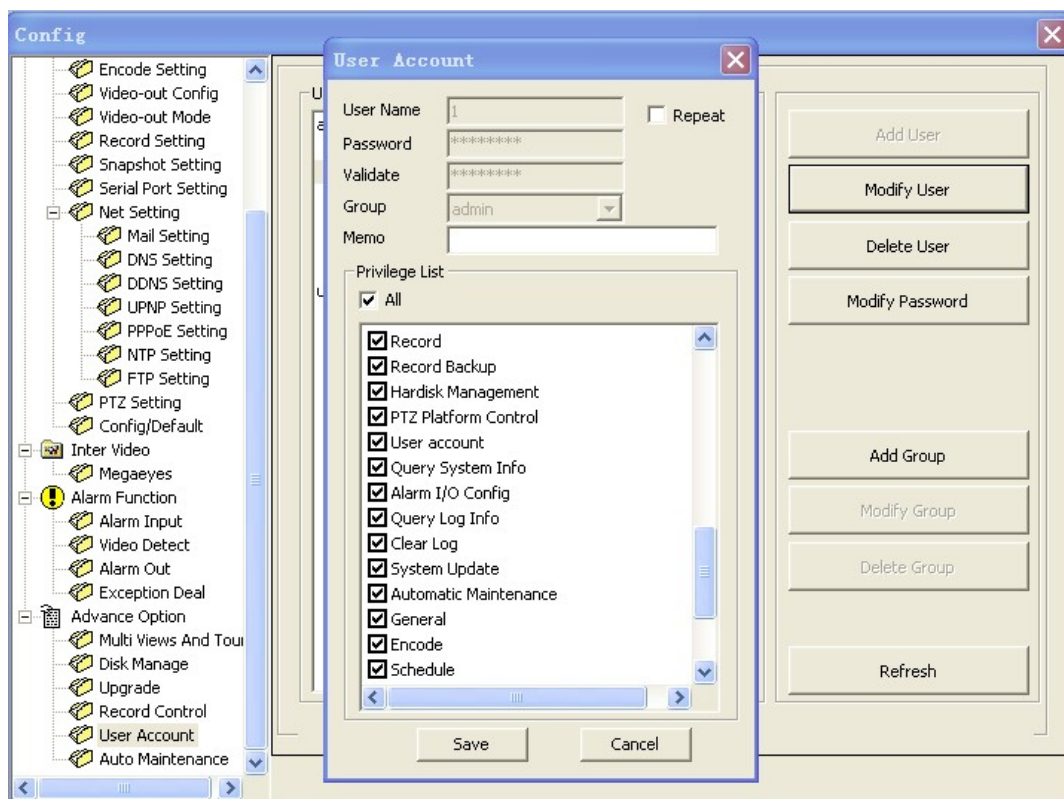 Config
Encode Setting
Video-out Config
Video-out Mode
Record Setting
Snapshot Setting
Serial Port Setting
Net Setting
Mail Setting
DNS Setting
DDNS Setting
UPNP Setting
PPPoE Setting
NTP Setting
FTP Setting
PTZ Setting
Config/Default
Inter Video
Megaeyes
Alarm Function
Alarm Input
Video Detect
Alarm Out
Exception Deal
Advance Option
Multi Views And Tour
Disk Manage
Upgrade
Record Control
User Account
Auto Maintenance
User Account
User Name
1
Repeat
Password
********
Validate
********
Group
admin
Memo
Privilege List
All
Record
Record Backup
Hardisk Management
PTZ Platform Control
User account
Query System Info
Alarm I/O Config
Query Log Info
Clear Log
System Update
Automatic Maintenance
General
Encode
Schedule
Save
Cancel
Add User
Modify User
Delete User
Modify Password
Add Group
Modify Group
Delete Group
Refresh